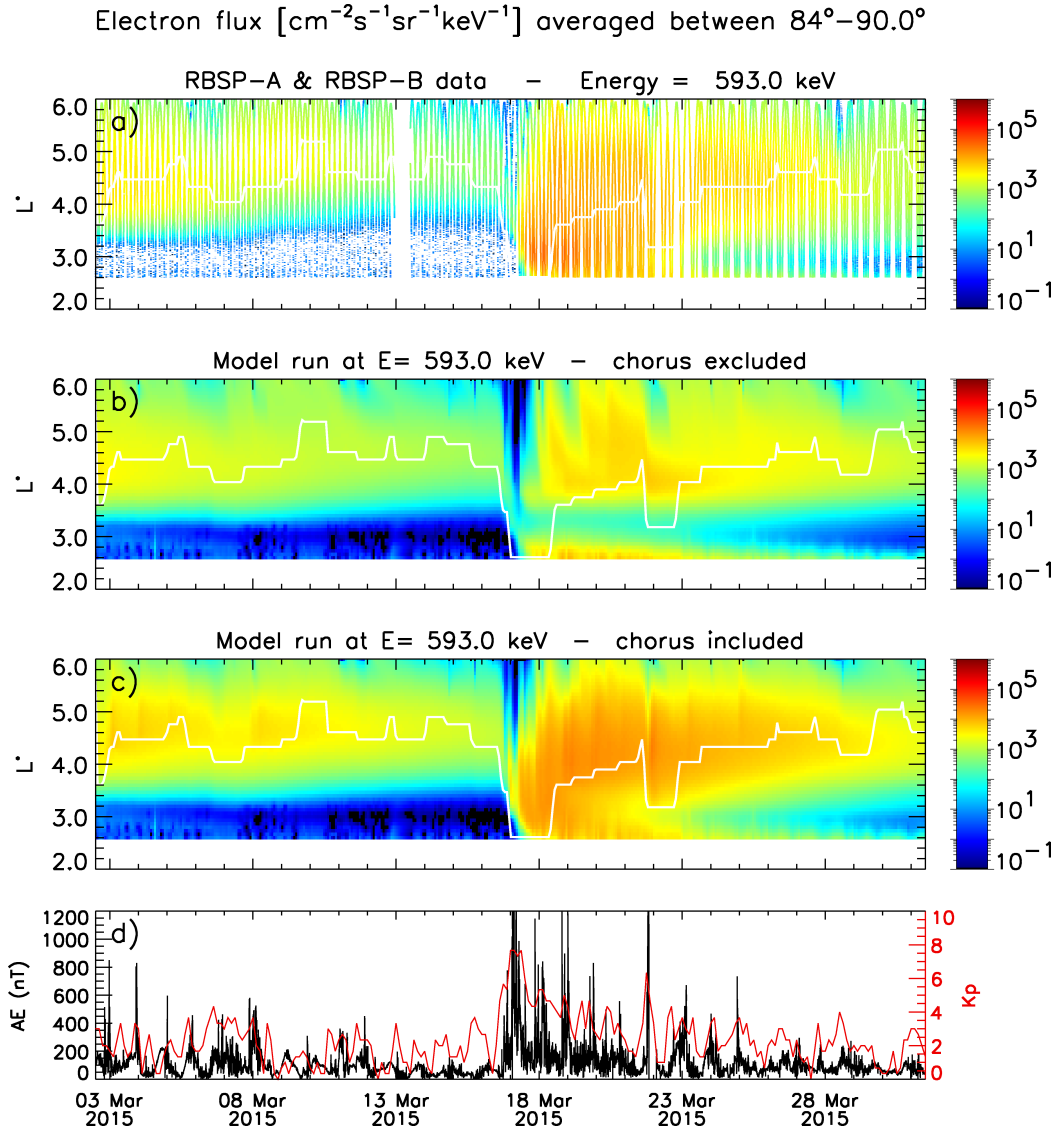 Electron flux [cm⁻²s⁻¹sr⁻¹keV⁻¹] averaged between 84°−90.0°
RBSP−A & RBSP−B data − Energy = 593.0 keV
a)
6.0
5.0
4.0
3.0
2.0
L*
10⁵
10³
10¹
10⁻¹
Model run at E= 593.0 keV − chorus excluded
b)
6.0
5.0
4.0
3.0
2.0
L*
10⁵
10³
10¹
10⁻¹
Model run at E= 593.0 keV − chorus included
c)
6.0
5.0
4.0
3.0
2.0
L*
10⁵
10³
10¹
10⁻¹
d)
1200
1000
800
600
400
200
0
AE (nT)
10
8
6
4
2
0
Kp
03 Mar 08 Mar 13 Mar 18 Mar 23 Mar 28 Mar
2015 2015 2015 2015 2015 2015